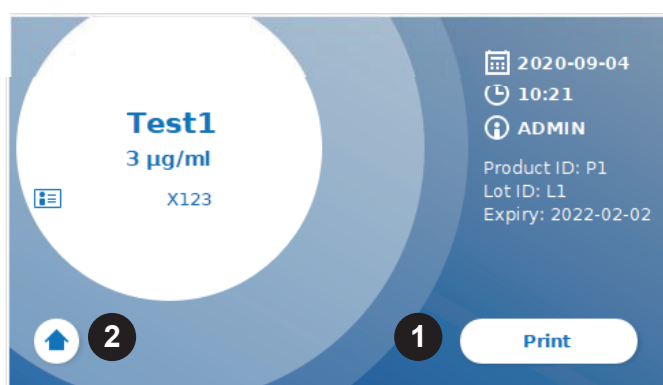 Test1
3 µg/ml
X123
2020-09-04
10:21
ADMIN
Product ID: P1
Lot ID: L1
Expiry: 2022-02-02
2
1
Print